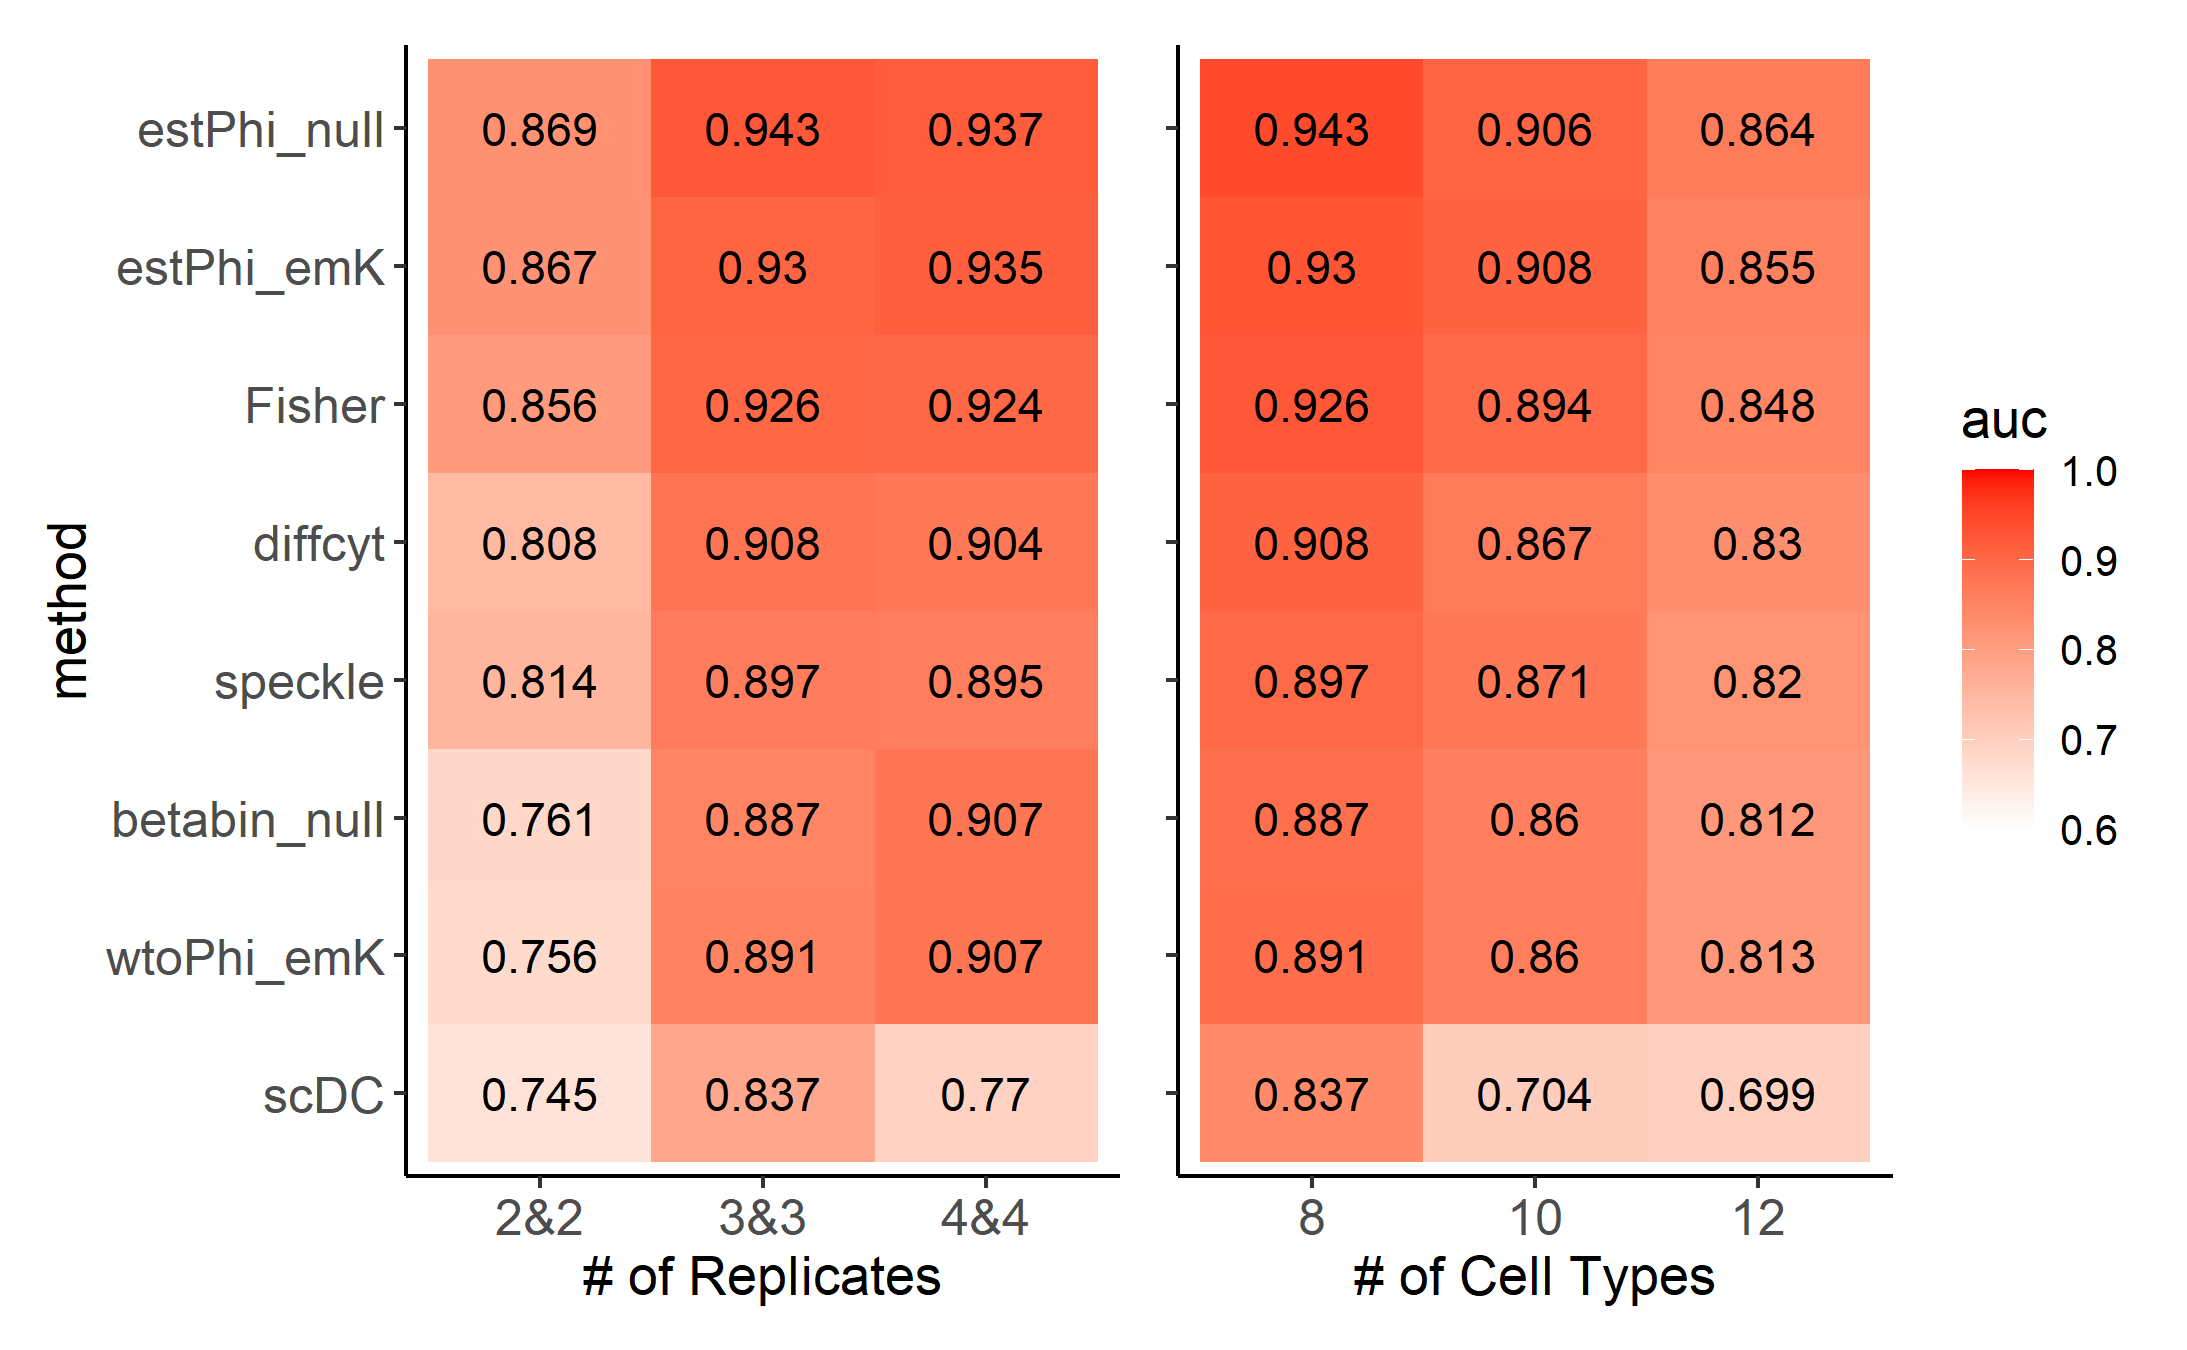 estPhi_null 0.869 0.943 0.937 0.943 0.906 0.864
estPhi_emK 0.867 0.93 0.935 0.93 0.908 0.855
Fisher 0.856 0.926 0.924 0.926 0.894 0.848
diffcyt 0.808 0.908 0.904 0.908 0.867 0.83
speckle 0.814 0.897 0.895 0.897 0.871 0.82
betabin_null 0.761 0.887 0.907 0.887 0.86 0.812
wtoPhi_emK 0.756 0.891 0.907 0.891 0.86 0.813
scDC 0.745 0.837 0.77 0.837 0.704 0.699
2&2 3&3 4&4 8 10 12
# of Replicates # of Cell Types
method
auc
1.0
0.9
0.8
0.7
0.6